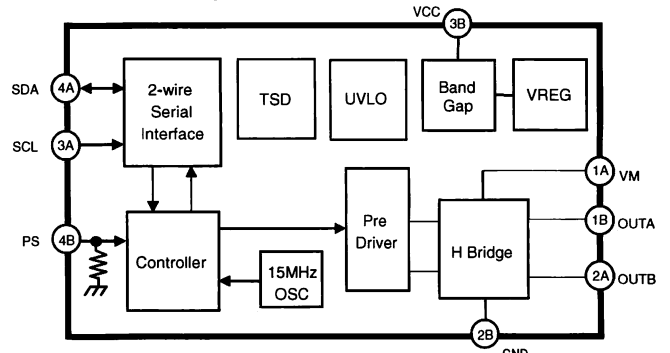 VCC
3B
SDA
4A
2-wire
Serial
Interface
TSD
UVLO
Band
Gap
VREG
SCL
3A
1A
VM
PS
4B
Controller
15MHz
OSC
Pre
Driver
H Bridge
1B
OUTA
2A
OUTB
2B
GND